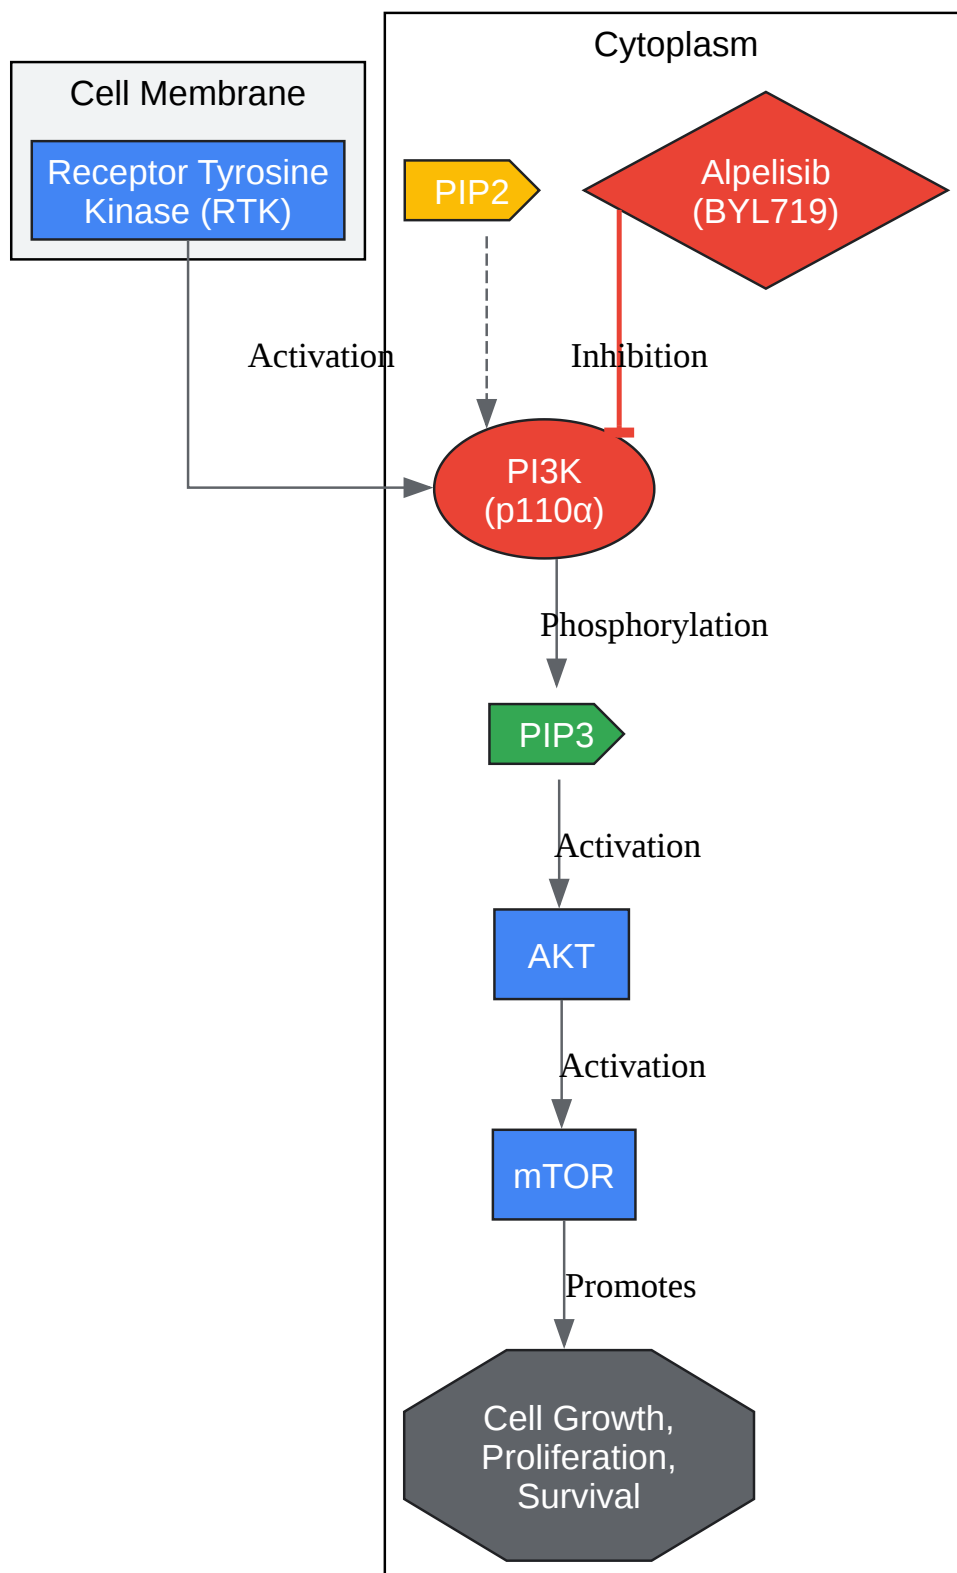 Cytoplasm
Cell Membrane
Receptor Tyrosine
Kinase (RTK)
PIP2
Alpelisib
(BYL719)
Activation
Inhibition
PI3K
(p110α)
Phosphorylation
PIP3
Activation
AKT
Activation
mTOR
Promotes
Cell Growth,
Proliferation,
Survival